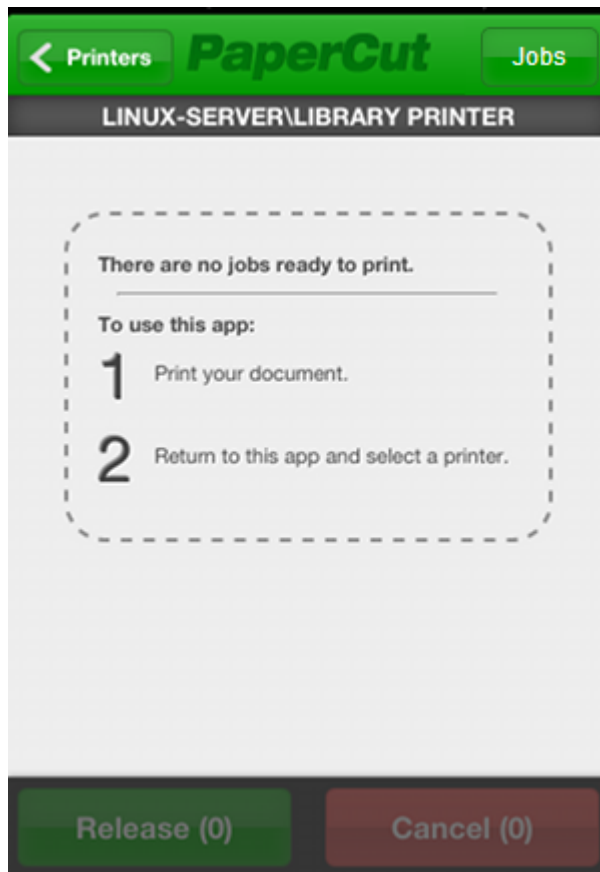 Printers PaperCut Jobs
LINUX-SERVER\LIBRARY PRINTER
There are no jobs ready to print.
To use this app:
1 Print your document.
2 Return to this app and select a printer.
Release (0) Cancel (0)